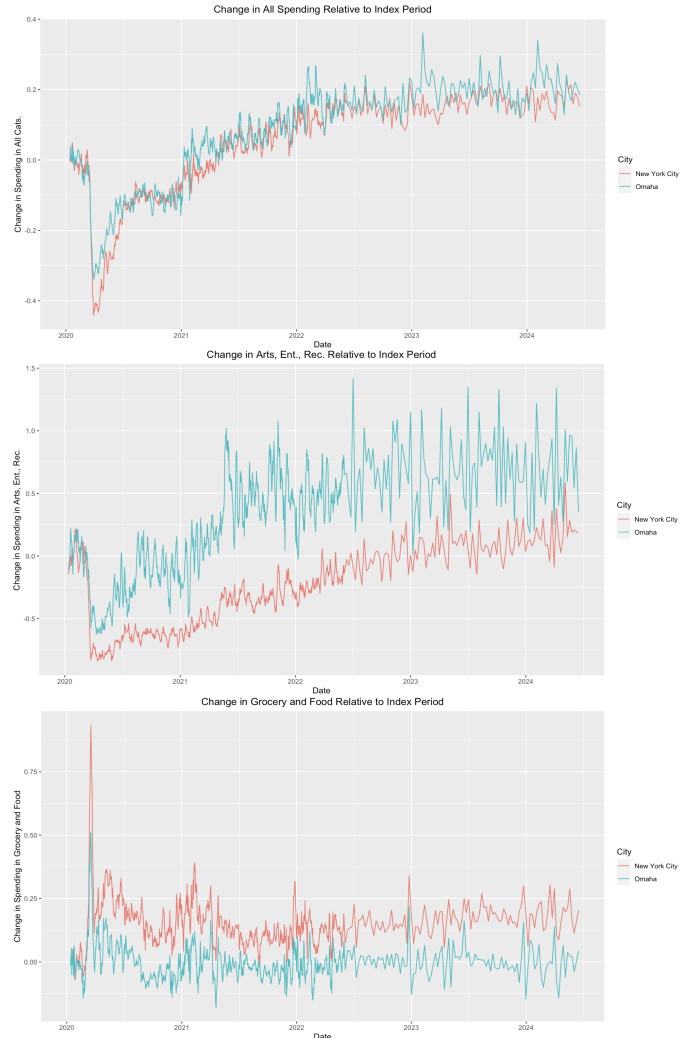 Change in All Spending Relative to Index Period
Change in Spending in All Cats.
0.4
0.2
0.0
-0.2
-0.4
2020
2021
2022
2023
2024
Date
City
New York City
Omaha
Change in Arts, Ent., Rec. Relative to Index Period
Change in Spending in Arts, Ent., Rec.
1.5
1.0
0.5
0.0
-0.5
2020
2021
2022
2023
2024
Date
City
New York City
Omaha
Change in Grocery and Food Relative to Index Period
Change in Spending in Grocery and Food
0.75
0.50
0.25
0.00
2020
2021
2022
2023
2024
Date
City
New York City
Omaha